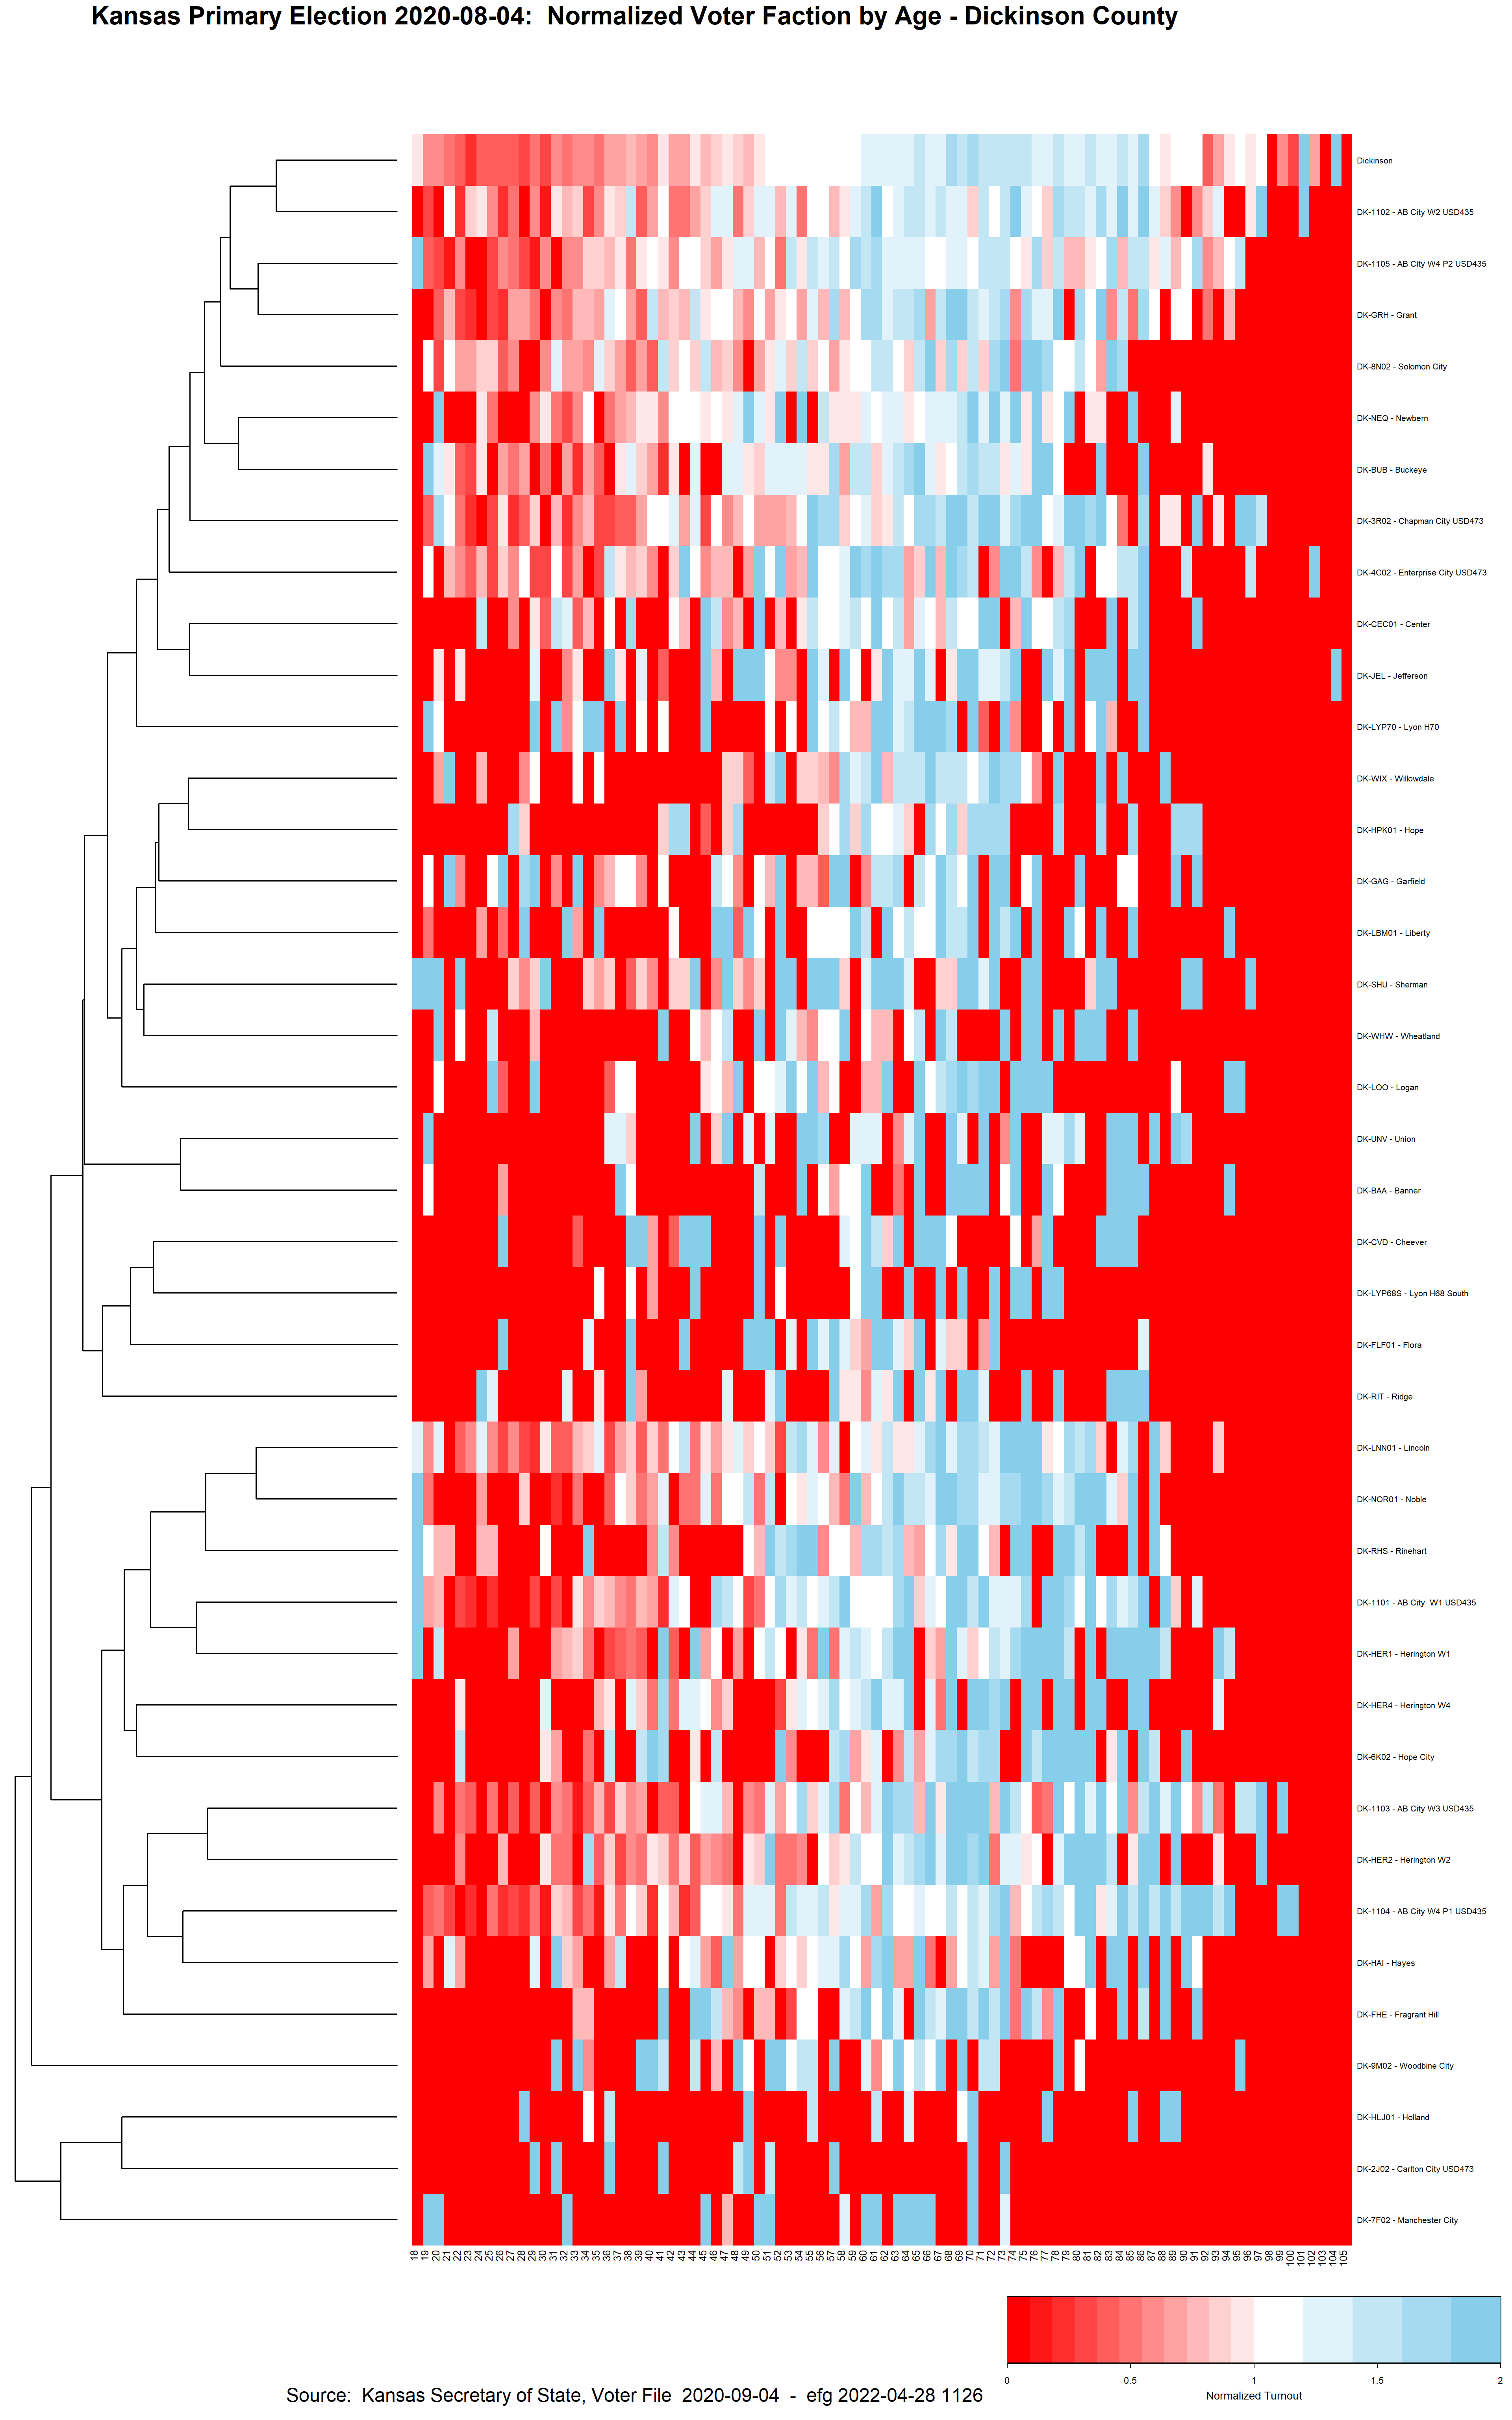 Kansas Primary Election 2020-08-04:  Normalized Voter Faction by Age - Dickinson County
Dickinson
DK-1102 - AB City W2 USD435
DK-1105 - AB City W4 P2 USD435
DK-GRH - Grant
DK-8N02 - Solomon City
DK-NEQ - Newbern
DK-BUB - Buckeye
DK-3R02 - Chapman City USD473
DK-4C02 - Enterprise City USD473
DK-CEC01 - Center
DK-JEL - Jefferson
DK-LYP70 - Lyon H70
DK-WIX - Willowdale
DK-HPK01 - Hope
DK-GAG - Garfield
DK-LBM01 - Liberty
DK-SHU - Sherman
DK-WHW - Wheatland
DK-LOO - Logan
DK-UNV - Union
DK-BAA - Banner
DK-CVD - Cheever
DK-LYP68S - Lyon H68 South
DK-FLF01 - Flora
DK-RIT - Ridge
DK-LNN01 - Lincoln
DK-NOR01 - Noble
DK-RHS - Rinehart
DK-1101 - AB City  W1 USD435
DK-HER1 - Herington W1
DK-HER4 - Herington W4
DK-6K02 - Hope City
DK-1103 - AB City W3 USD435
DK-HER2 - Herington W2
DK-1104 - AB City W4 P1 USD435
DK-HAI - Hayes
DK-FHE - Fragrant Hill
DK-9M02 - Woodbine City
DK-HLJ01 - Holland
DK-2J02 - Carlton City USD473
DK-7F02 - Manchester City
18 19 20 21 22 23 24 25 26 27 28 29 30 31 32 33 34 35 36 37 38 39 40 41 42 43 44 45 46 47 48 49 50 51 52 53 54 55 56 57 58 59 60 61 62 63 64 65 66 67 68 69 70 71 72 73 74 75 76 77 78 79 80 81 82 83 84 85 86 87 88 89 90 91 92 93 94 95 96 97 98 99 100 101 102 103 104 105
0 0.5 1 1.5 2
Normalized Turnout
Source:  Kansas Secretary of State, Voter File  2020-09-04  -  efg 2022-04-28 1126